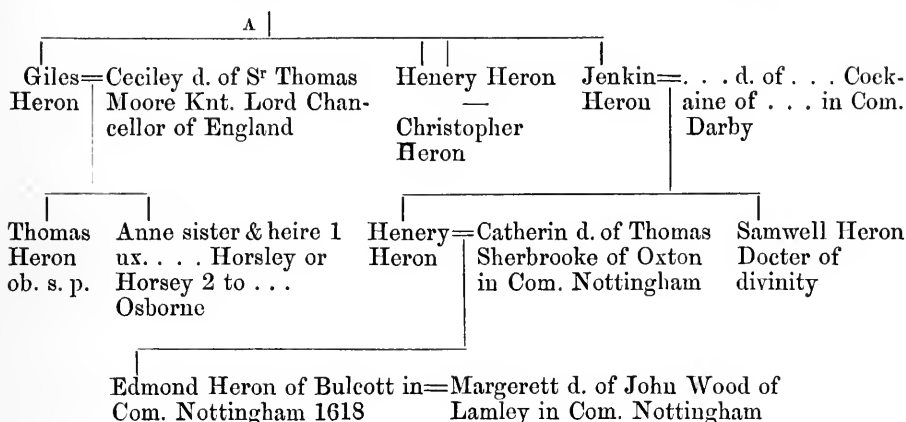 A
Giles=Ceciley d. of Sʳ Thomas
Heron Moore Knt. Lord Chan-
cellor of England
Henery Heron
—
Christopher
Heron
Jenkin=. . . d. of . . . Cock-
Heron aine of . . . in Com.
Darby
Thomas
Heron
ob. s. p.
Anne sister & heire 1
ux. . . . Horsley or
Horsey 2 to . . .
Osborne
Henery=Catherin d. of Thomas
Heron Sherbrooke of Oxton
in Com. Nottingham
Samwell Heron
Docter of
divinity
Edmond Heron of Bulcott in=Margerett d. of John Wood of
Com. Nottingham 1618 Lamley in Com. Nottingham